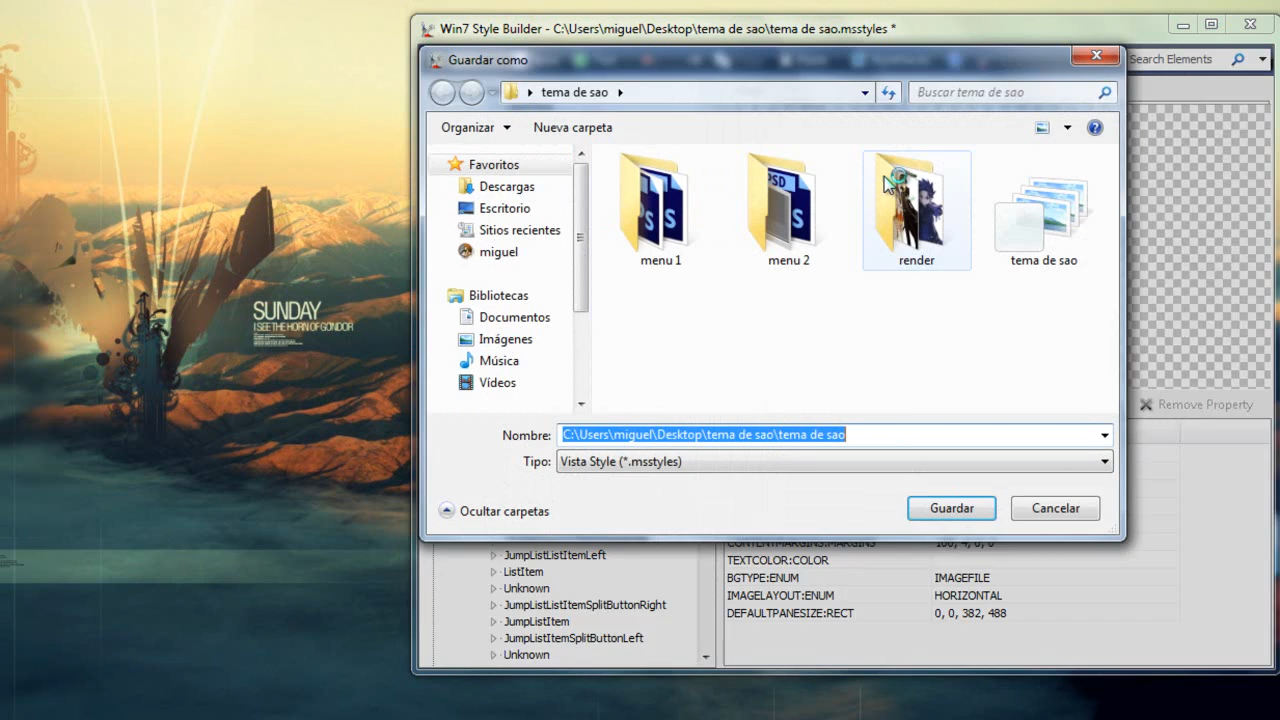 Win7 Style Builder - C:\Users\miguel\Desktop\tema de sao\tema de sao.msstyles *
Guardar como
Search Elements
tema de sao
Buscar tema de sao
Organizar
Nueva carpeta
Favoritos
Descargas
Escritorio
Sitios recientes
miguel
Bibliotecas
Documentos
Imágenes
Música
Vídeos
PSD
menu 1
menu 2
render
tema de sao
SUNDAY
I SEE THE HORN OF GONDOR
Remove Property
Nombre: C:\Users\miguel\Desktop\tema de sao\tema de sao
Tipo: Vista Style (*.msstyles)
Ocultar carpetas
Guardar
Cancelar
CONTENTMARGINS:MARGINS
JumpListListItemLeft
TEXTCOLOR:COLOR
ListItem
BGTYPE:ENUM IMAGEFILE
Unknown
IMAGELAYOUT:ENUM HORIZONTAL
JumpListListItemSplitButtonRight
DEFAULTPANESIZE:RECT 0, 0, 382, 488
JumpListItem
JumpListItemSplitButtonLeft
Unknown